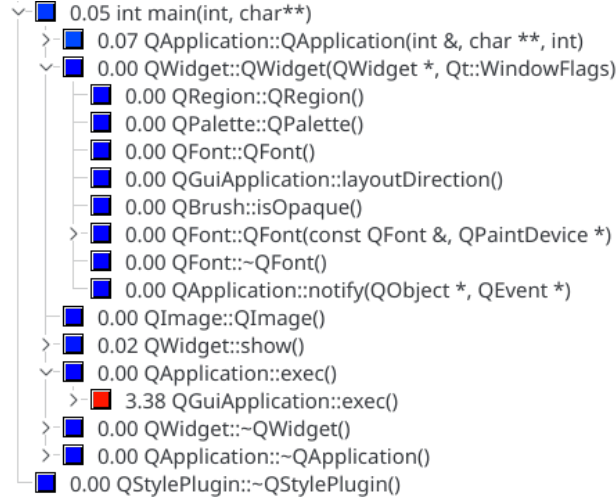 0.05 int main(int, char**)
0.07 QApplication::QApplication(int &, char **, int)
0.00 QWidget::QWidget(QWidget *, Qt::WindowFlags)
0.00 QRegion::QRegion()
0.00 QPalette::QPalette()
0.00 QFont::QFont()
0.00 QGuiApplication::layoutDirection()
0.00 QBrush::isOpaque()
0.00 QFont::QFont(const QFont &, QPaintDevice *)
0.00 QFont::~QFont()
0.00 QApplication::notify(QObject *, QEvent *)
0.00 QImage::QImage()
0.02 QWidget::show()
0.00 QApplication::exec()
3.38 QGuiApplication::exec()
0.00 QWidget::~QWidget()
0.00 QApplication::~QApplication()
0.00 QStylePlugin::~QStylePlugin()